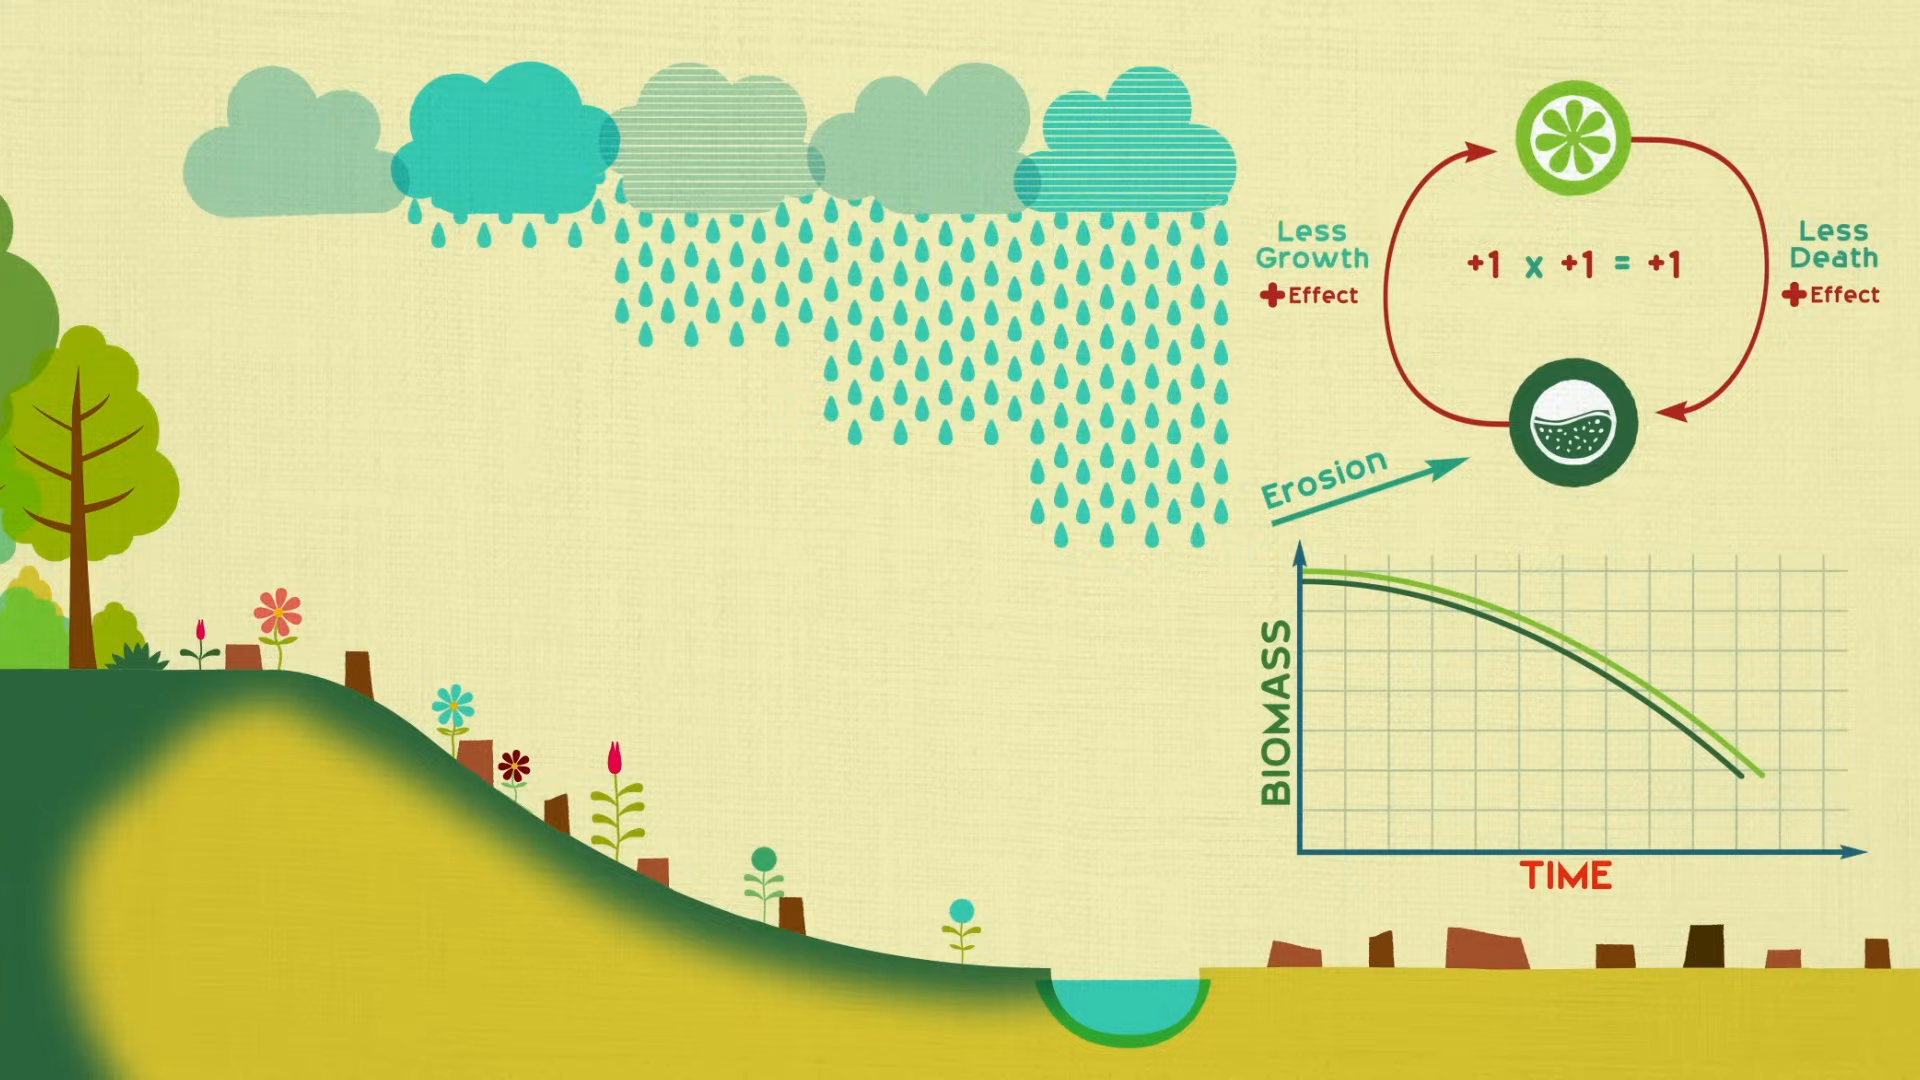 Less
Growth
+Effect
+1 x +1 = +1
Less
Death
+Effect
Erosion
BIOMASS
TIME